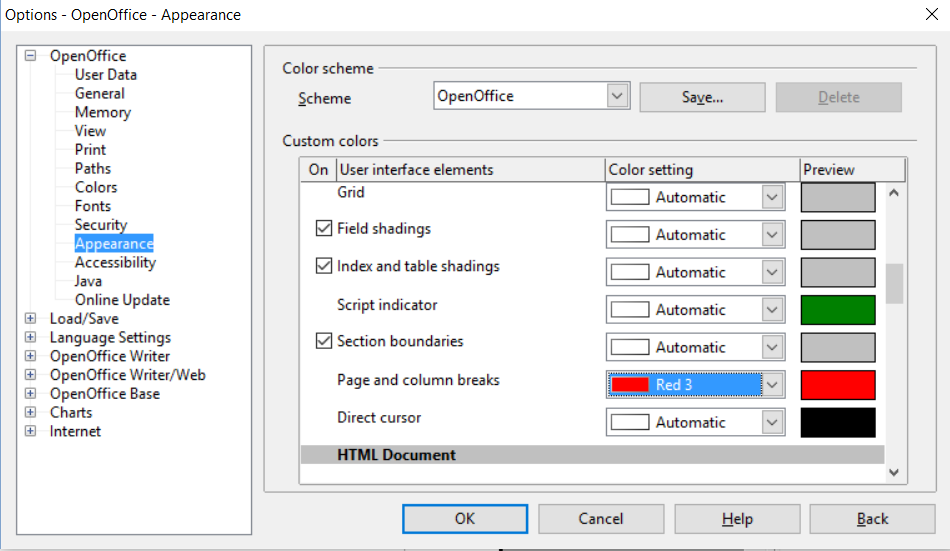 Options - OpenOffice - Appearance
OpenOffice
User Data
General
Memory
View
Print
Paths
Colors
Fonts
Security
Appearance
Accessibility
Java
Online Update
Load/Save
Language Settings
OpenOffice Writer
OpenOffice Writer/Web
OpenOffice Base
Charts
Internet
Color scheme
Scheme OpenOffice Save... Delete
Custom colors
On User interface elements Color setting Preview
Grid Automatic
Field shadings Automatic
Index and table shadings Automatic
Script indicator Automatic
Section boundaries Automatic
Page and column breaks Red 3
Direct cursor Automatic
HTML Document
OK Cancel Help Back